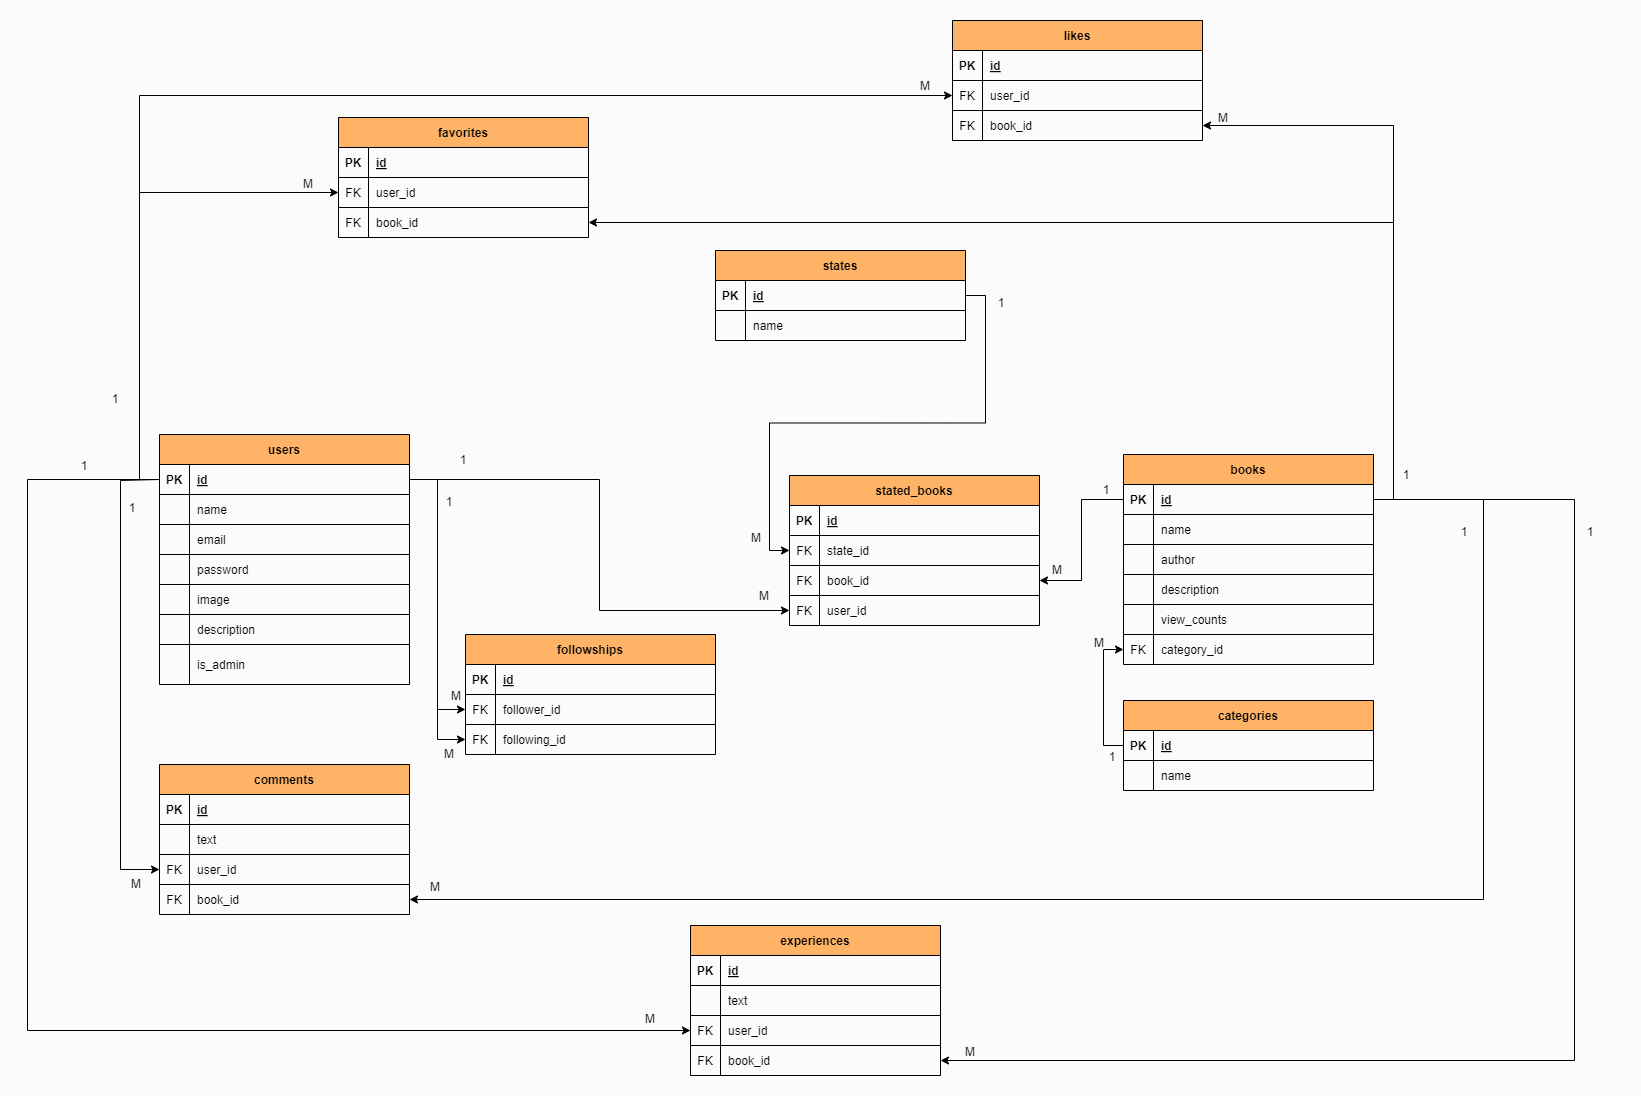 likes
PK id
FK user_id
FK book_id
M
M
favorites
PK id
FK user_id
FK book_id
M
states
PK id
name
1
1
users
PK id
name
email
password
image
description
is_admin
1
1
1
1
stated_books
PK id
FK state_id
FK book_id
FK user_id
M
M
M
books
PK id
name
author
description
view_counts
FK category_id
1
1
1
1
M
followships
PK id
FK follower_id
FK following_id
M
M
categories
PK id
name
1
comments
PK id
text
FK user_id
FK book_id
M
M
experiences
PK id
text
FK user_id
FK book_id
M
M